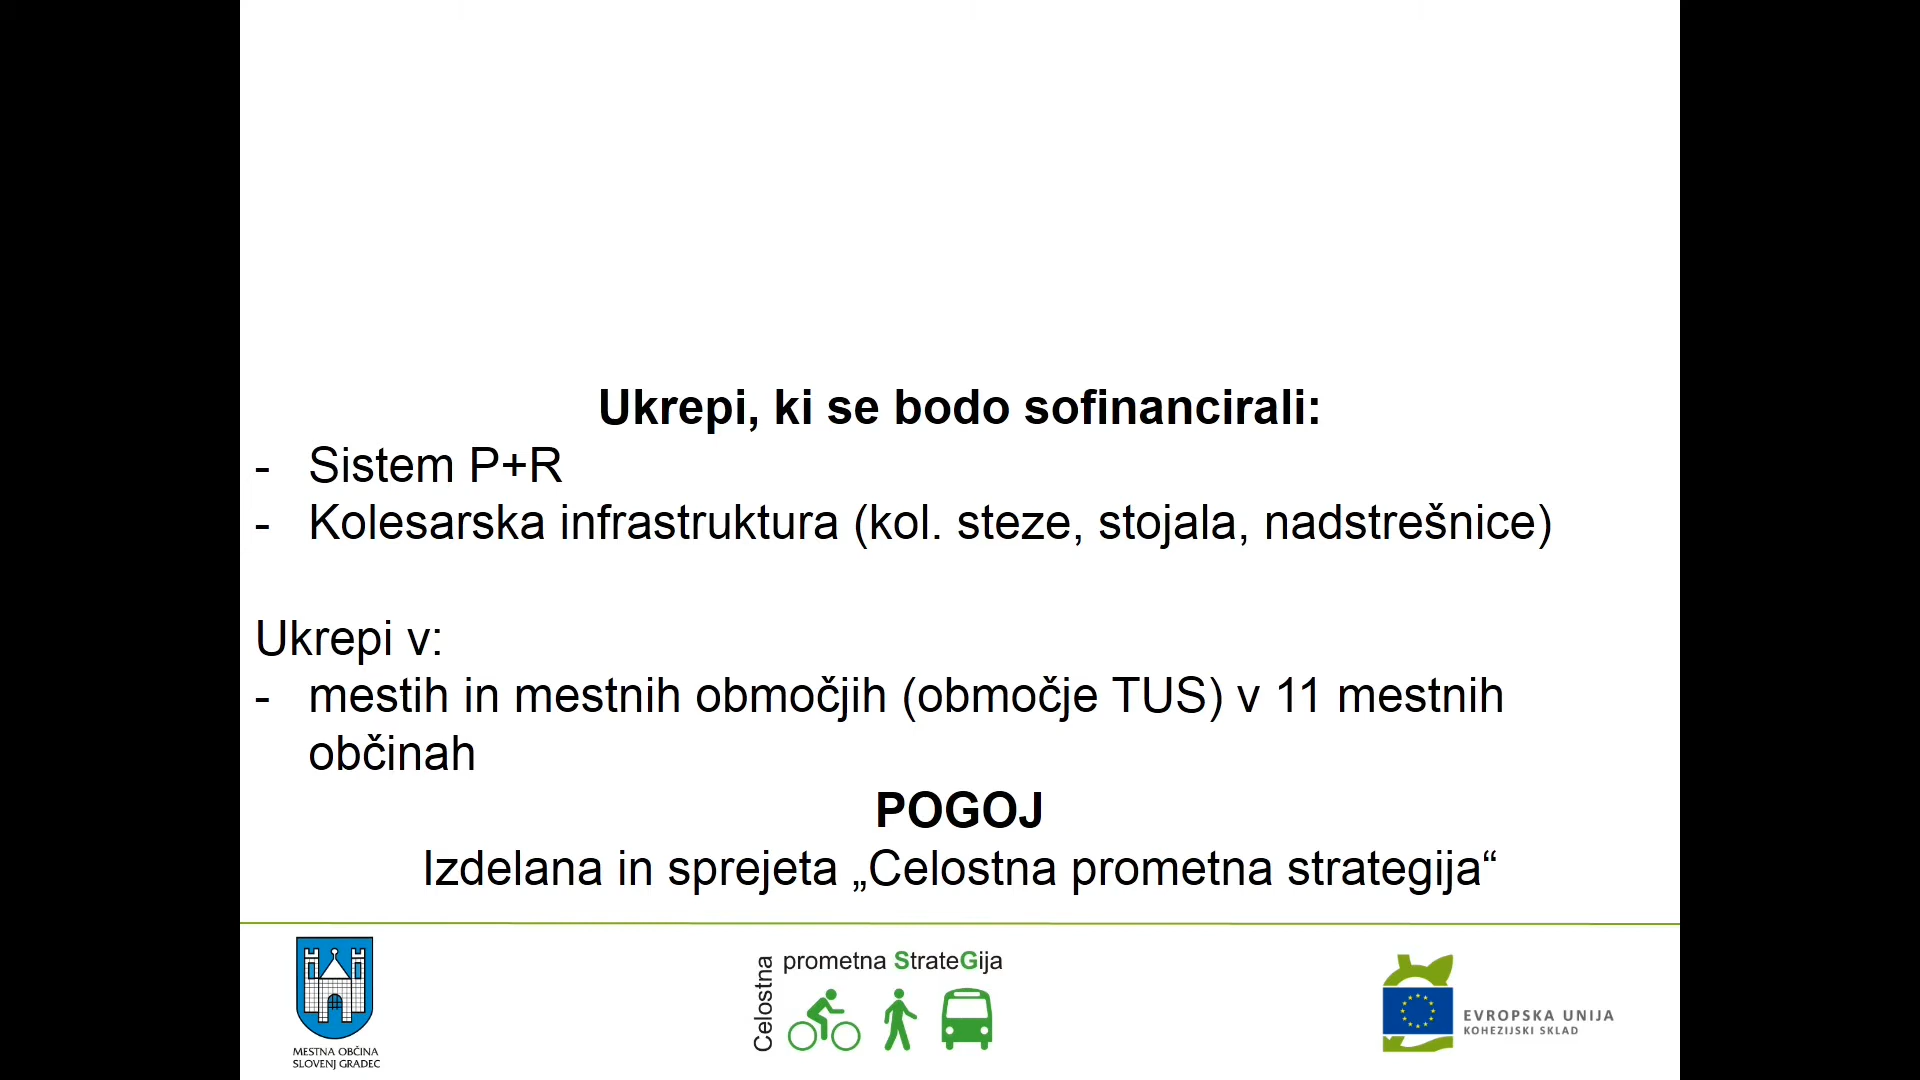 Ukrepi, ki se bodo sofinancirali:
- Sistem P+R
- Kolesarska infrastruktura (kol. steze, stojala, nadstrešnice)
Ukrepi v:
- mestih in mestnih območjih (območje TUS) v 11 mestnih
občinah
POGOJ
Izdelana in sprejeta „Celostna prometna strategija“
MESTNA OBČINA
SLOVENJ GRADEC
Celostna
prometna StrateGija
EVROPSKA UNIJA
KOHEZIJSKI SKLAD